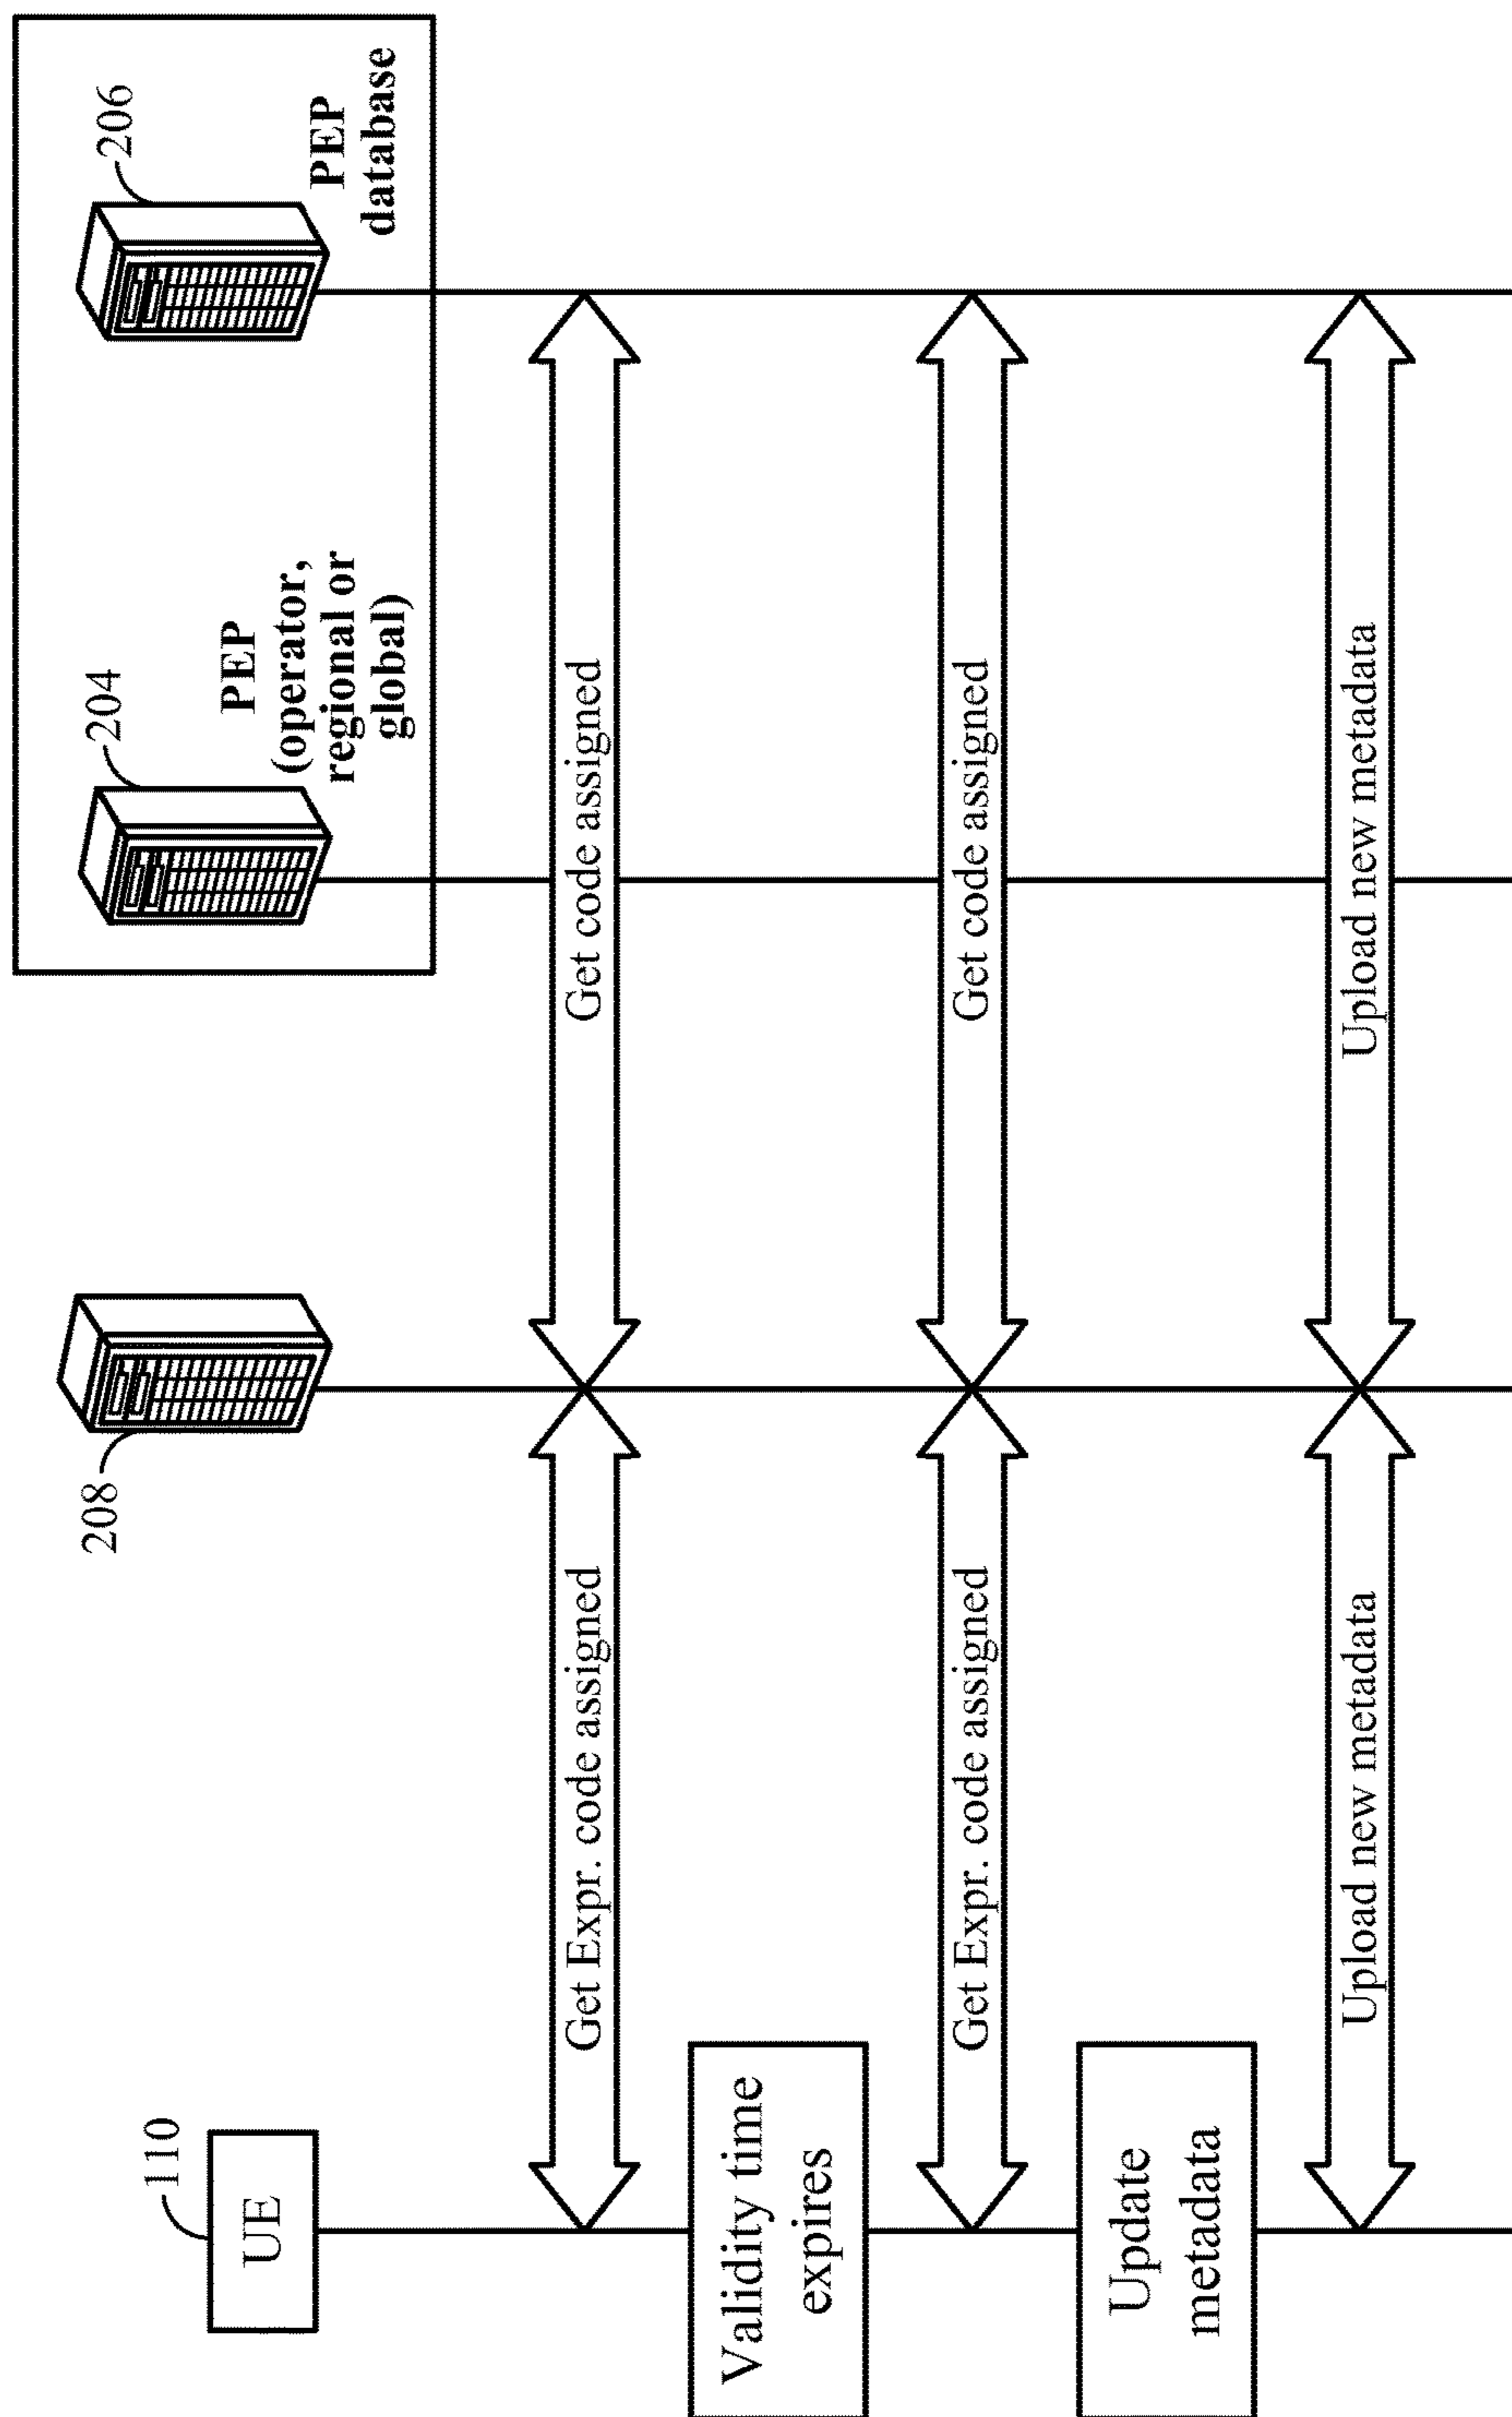 110
UE
208
204
PEP
(operator,
regional or
global)
206
PEP
database
Get Expr. code assigned
Get code assigned
Validity time
expires
Get Expr. code assigned
Get code assigned
Update
metadata
Upload new metadata
Upload new metadata